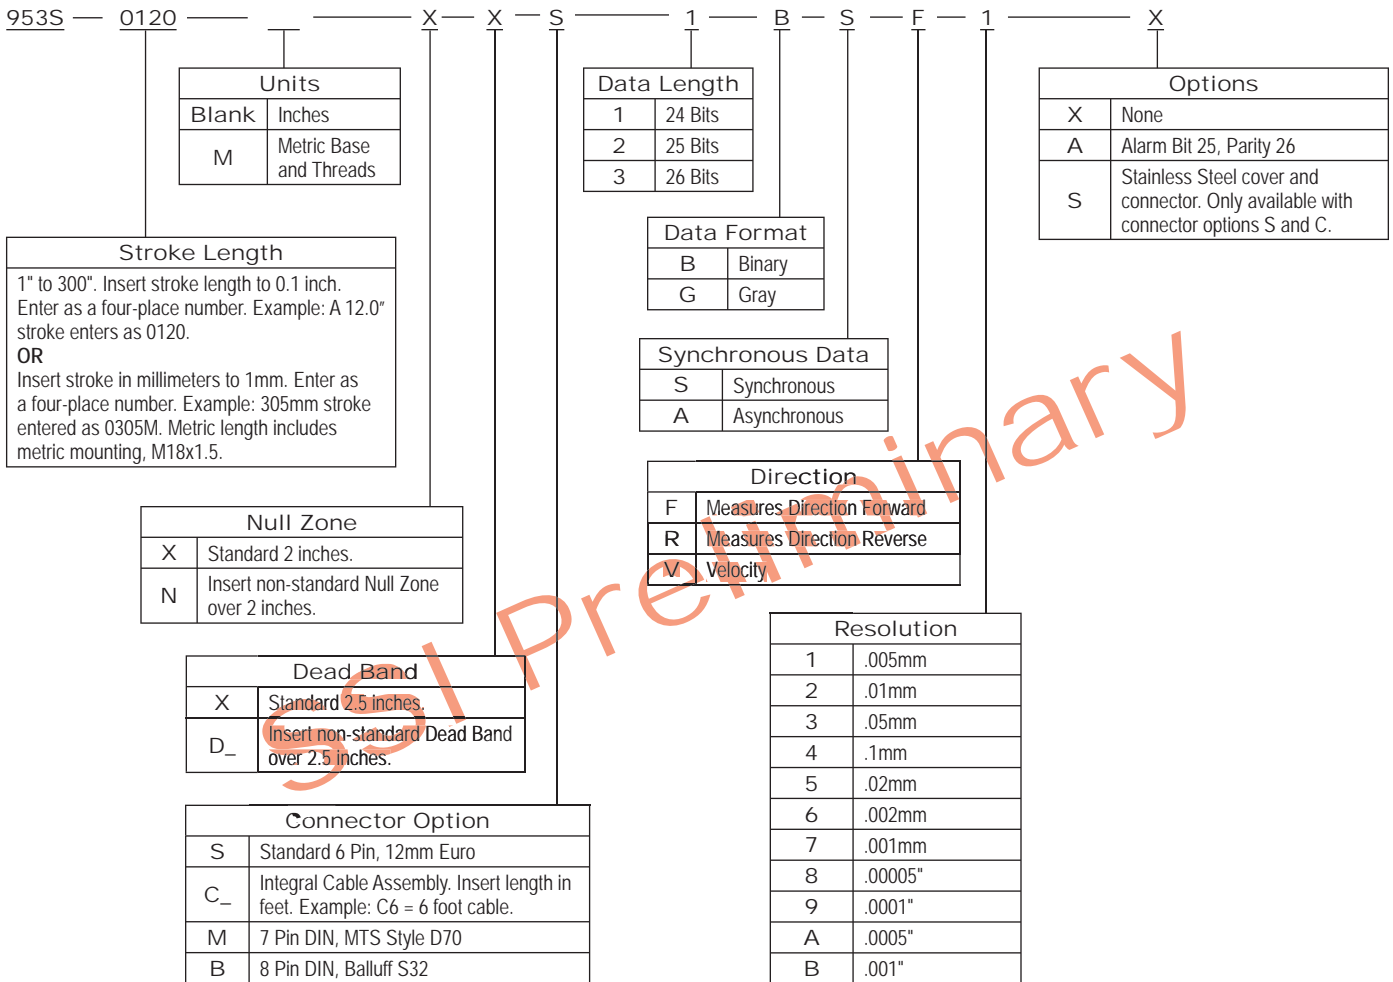 953S — 0120 — _ — X — X — S — 1 — B — S — F — 1 — X
Units
Blank Inches
M Metric Base
and Threads
Data Length
1 24 Bits
2 25 Bits
3 26 Bits
Options
X None
A Alarm Bit 25, Parity 26
S Stainless Steel cover and
connector. Only available with
connector options S and C.
Stroke Length
1" to 300". Insert stroke length to 0.1 inch.
Enter as a four-place number. Example: A 12.0"
stroke enters as 0120.
OR
Insert stroke in millimeters to 1mm. Enter as
a four-place number. Example: 305mm stroke
entered as 0305M. Metric length includes
metric mounting, M18x1.5.
Data Format
B Binary
G Gray
Synchronous Data
S Synchronous
A Asynchronous
Direction
F Measures Direction Forward
R Measures Direction Reverse
V Velocity
Null Zone
X Standard 2 inches.
N Insert non-standard Null Zone
over 2 inches.
Dead Band
X Standard 2.5 inches.
D_ Insert non-standard Dead Band
over 2.5 inches.
Resolution
1 .005mm
2 .01mm
3 .05mm
4 .1mm
5 .02mm
6 .002mm
7 .001mm
8 .00005"
9 .0001"
A .0005"
B .001"
Connector Option
S Standard 6 Pin, 12mm Euro
C_ Integral Cable Assembly. Insert length in
feet. Example: C6 = 6 foot cable.
M 7 Pin DIN, MTS Style D70
B 8 Pin DIN, Balluff S32
SSI Preliminary